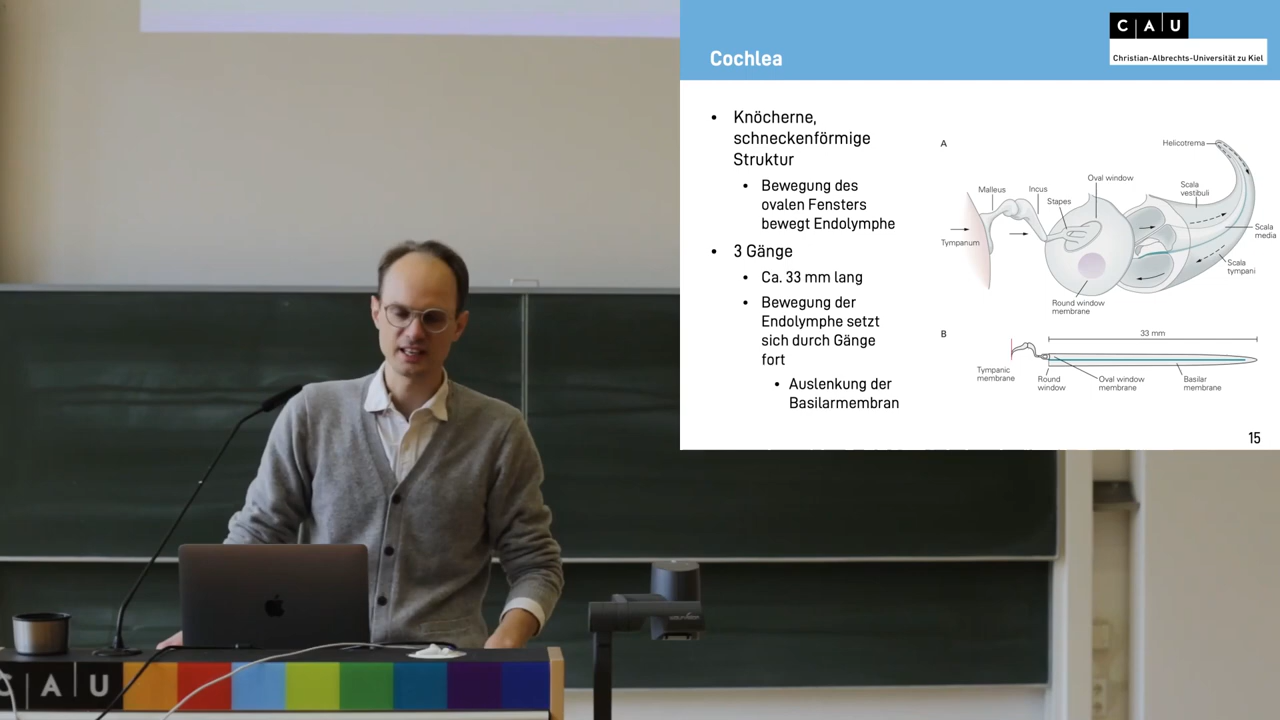 Cochlea
C A U
Christian-Albrechts-Universität zu Kiel
• Knöcherne,
schneckenförmige
Struktur
• Bewegung des
ovalen Fensters
bewegt Endolymphe
• 3 Gänge
• Ca. 33 mm lang
• Bewegung der
Endolymphe setzt
sich durch Gänge
fort
• Auslenkung der
Basilarmembran
A
Helicotrema
Oval window
Malleus
Incus
Stapes
Scala
vestibuli
Tympanum
Scala
media
Scala
tympani
Round window
membrane
B
33 mm
Tympanic
membrane
Round
window
Oval window
membrane
Basilar
membrane
15
C A U